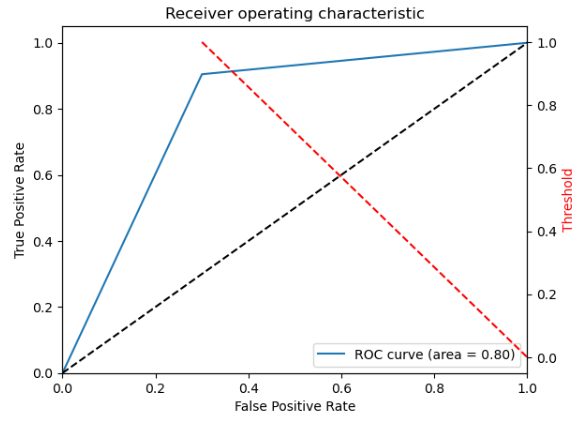 Receiver operating characteristic
1.0
0.8
0.6
0.4
0.2
0.0
True Positive Rate
0.0 0.2 0.4 0.6 0.8 1.0
False Positive Rate
1.0
0.8
0.6
0.4
0.2
0.0
Threshold
ROC curve (area = 0.80)